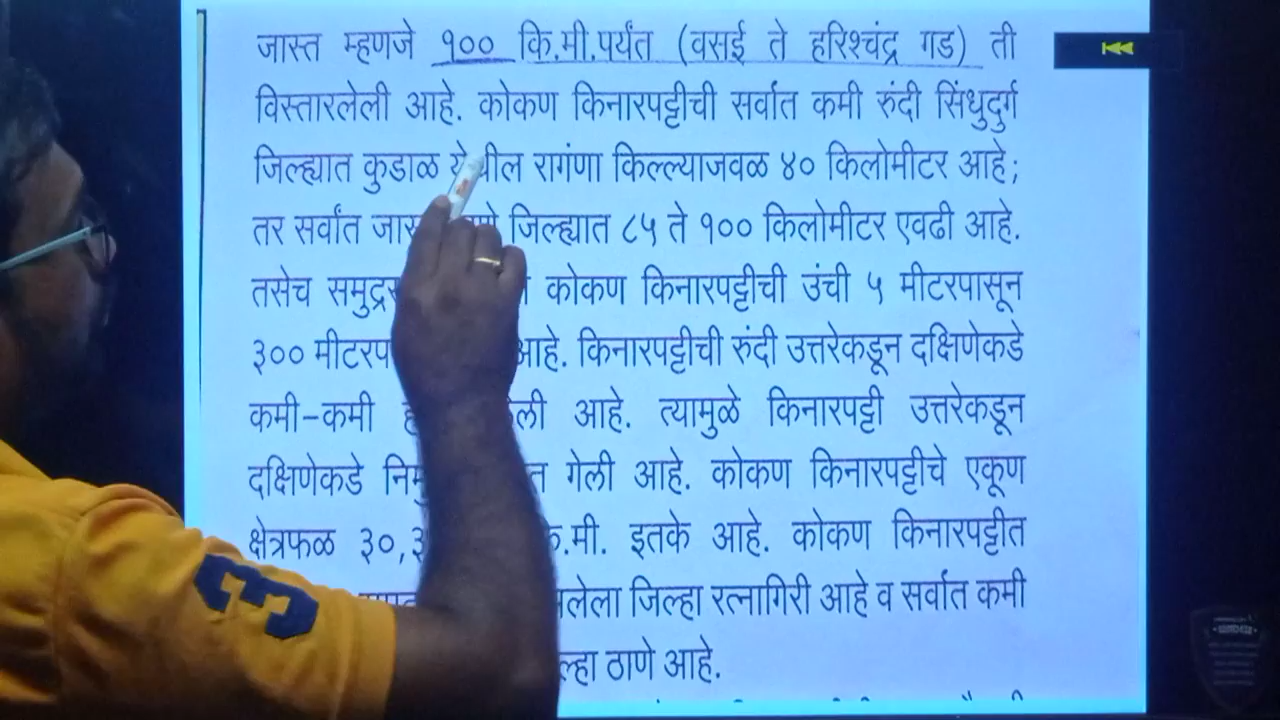 जास्त म्हणजे १०० कि.मी.पर्यंत (वसई ते हरिश्चंद्र गड) ती
विस्तारलेली आहे. कोकण किनारपट्टीची सर्वात कमी रुंदी सिंधुदुर्ग
जिल्ह्यात कुडाळ रागंणा किल्ल्याजवळ ४० किलोमीटर आहे;
तर सर्वांत जिल्ह्यात ८५ ते १०० किलोमीटर एवढी आहे.
तसेच कोकण किनारपट्टीची उंची ५ मीटरपासून
३०० आहे. किनारपट्टीची रुंदी उत्तरेकडून दक्षिणेकडे
कमी-कमी आहे. त्यामुळे किनारपट्टी उत्तरेकडून
दक्षिणेकडे गेली आहे. कोकण किनारपट्टीचे एकूण
क्षेत्रफळ इतके आहे. कोकण किनारपट्टीत
जिल्हा रत्नागिरी आहे व सर्वात कमी
ठाणे आहे.